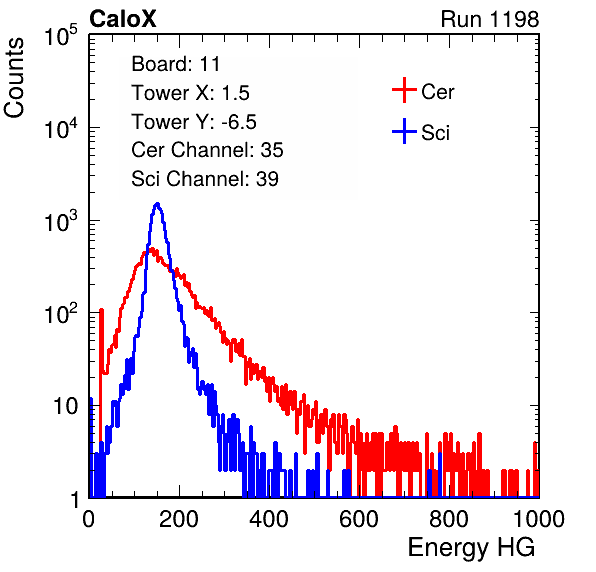 CaloX Run 1198
Counts
Board: 11
Tower X: 1.5
Tower Y: -6.5
Cer Channel: 35
Sci Channel: 39
Cer
Sci
10^5
10^4
10^3
10^2
10
1
0 200 400 600 800 1000
Energy HG